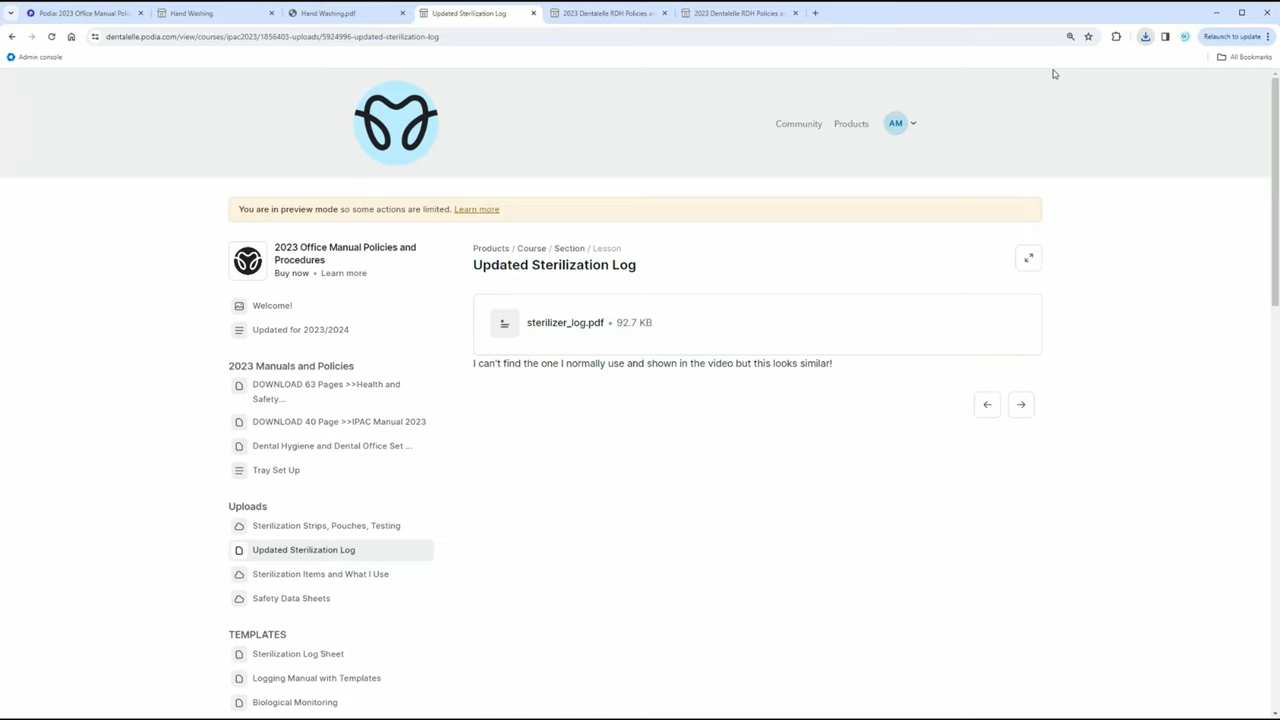 Podia: 2023 Office Manual Polic
Hand Washing
Hand Washing.pdf
Updated Sterilization Log
2023 Dentalelle RDH Policies a
2023 Dentalelle RDH Policies a
dentalelle.podia.com/view/courses/ipac2023/1856403-uploads/5924996-updated-sterilization-log
Relaunch to update
Admin console
All Bookmarks
Community
Products
AM
You are in preview mode so some actions are limited. Learn more
2023 Office Manual Policies and
Procedures
Buy now • Learn more
Welcome!
Updated for 2023/2024
2023 Manuals and Policies
DOWNLOAD 63 Pages >>Health and
Safety...
DOWNLOAD 40 Page >>IPAC Manual 2023
Dental Hygiene and Dental Office Set ...
Tray Set Up
Uploads
Sterilization Strips, Pouches, Testing
Updated Sterilization Log
Sterilization Items and What I Use
Safety Data Sheets
TEMPLATES
Sterilization Log Sheet
Logging Manual with Templates
Biological Monitoring
Products / Course / Section / Lesson
Updated Sterilization Log
sterilizer_log.pdf • 92.7 KB
I can't find the one I normally use and shown in the video but this looks similar!